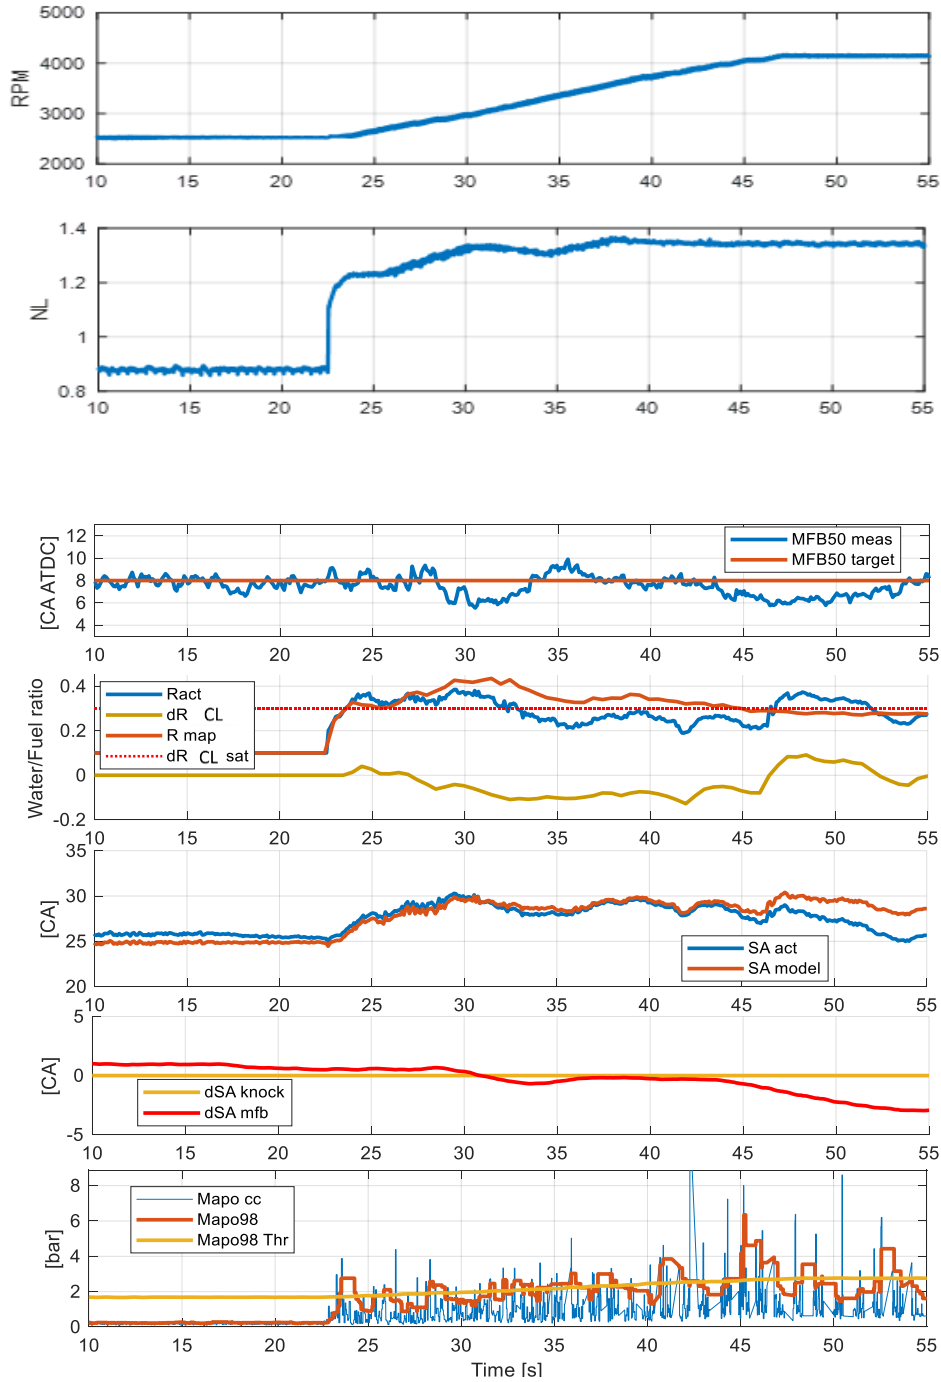 5000
4000
3000
2000
RPM
10 15 20 25 30 35 40 45 50 55
1.4
1.2
1
0.8
NL
10 15 20 25 30 35 40 45 50 55
12
10
8
6
4
[CA ATDC]
MFB50 meas
MFB50 target
10 15 20 25 30 35 40 45 50 55
0.4
0.2
0
-0.2
Water/Fuel ratio
Ract
dR CL
R map
dR CL sat
10 15 20 25 30 35 40 45 50 55
35
30
25
20
[CA]
SA act
SA model
10 15 20 25 30 35 40 45 50 55
5
0
-5
[CA]
dSA knock
dSA mfb
10 15 20 25 30 35 40 45 50 55
8
6
4
2
0
[bar]
Mapo cc
Mapo98
Mapo98 Thr
10 15 20 25 30 35 40 45 50 55
Time [s]